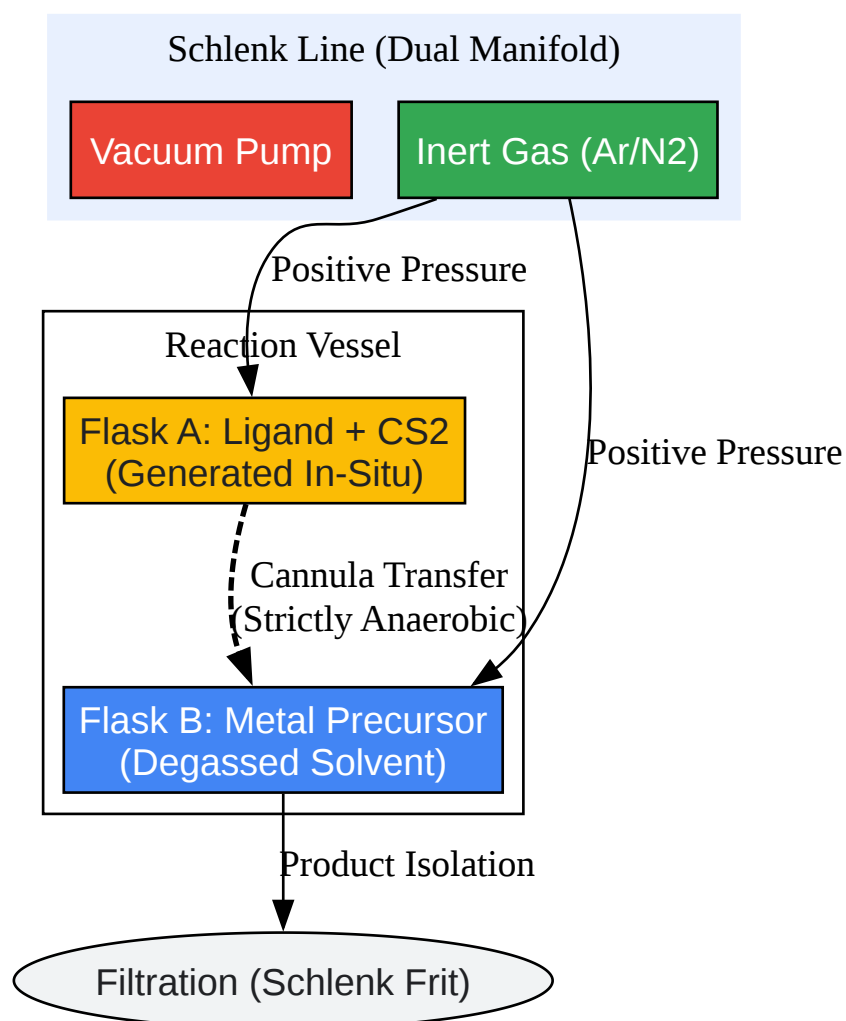 Schlenk Line (Dual Manifold)
Vacuum Pump
Inert Gas (Ar/N2)
Positive Pressure
Reaction Vessel
Flask A: Ligand + CS2
(Generated In-Situ)
Positive Pressure
Cannula Transfer
(Strictly Anaerobic)
Flask B: Metal Precursor
(Degassed Solvent)
Product Isolation
Filtration (Schlenk Frit)